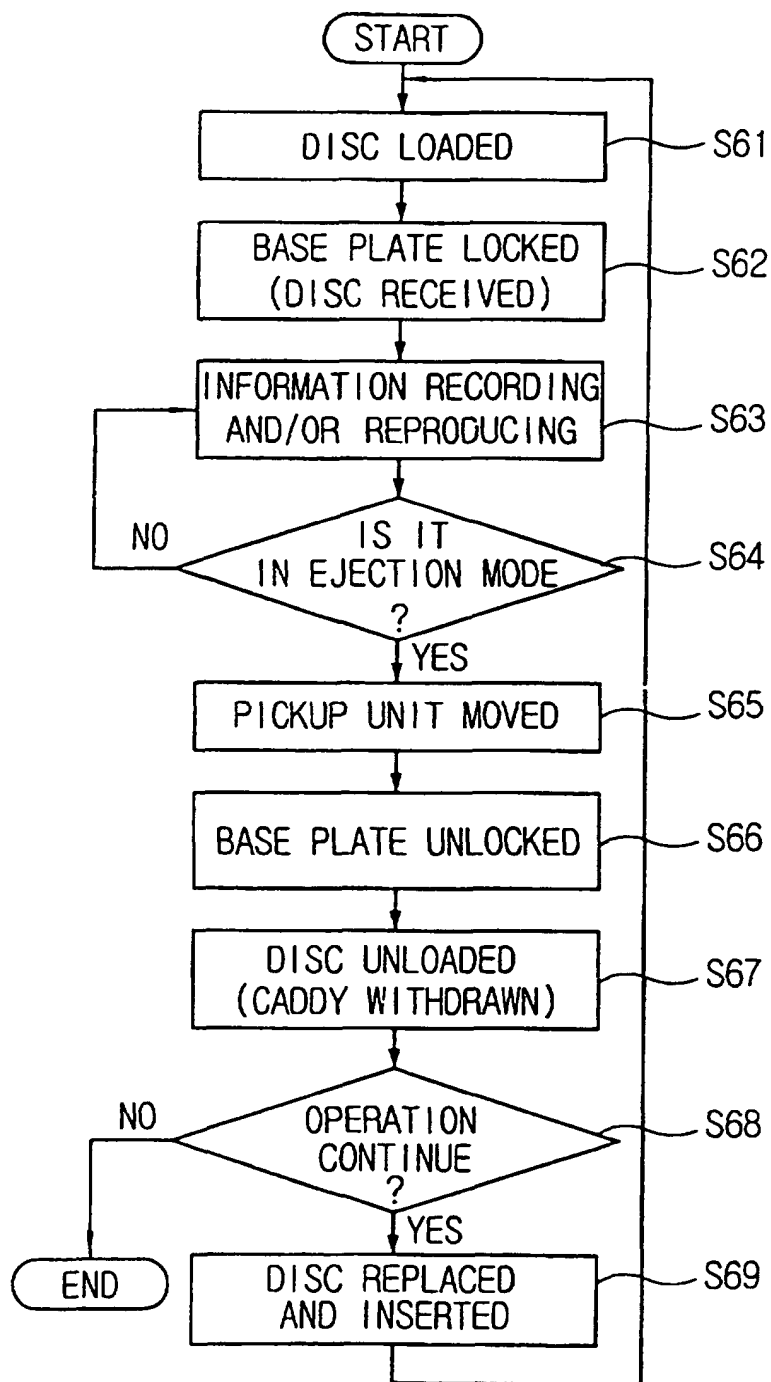 START
DISC LOADED
S61
BASE PLATE LOCKED
(DISC RECEIVED)
S62
INFORMATION RECORDING
AND/OR REPRODUCING
S63
NO
IS IT
IN EJECTION MODE
?
S64
YES
PICKUP UNIT MOVED
S65
BASE PLATE UNLOCKED
S66
DISC UNLOADED
(CADDY WITHDRAWN)
S67
NO
OPERATION
CONTINUE
?
S68
YES
END
DISC REPLACED
AND INSERTED
S69